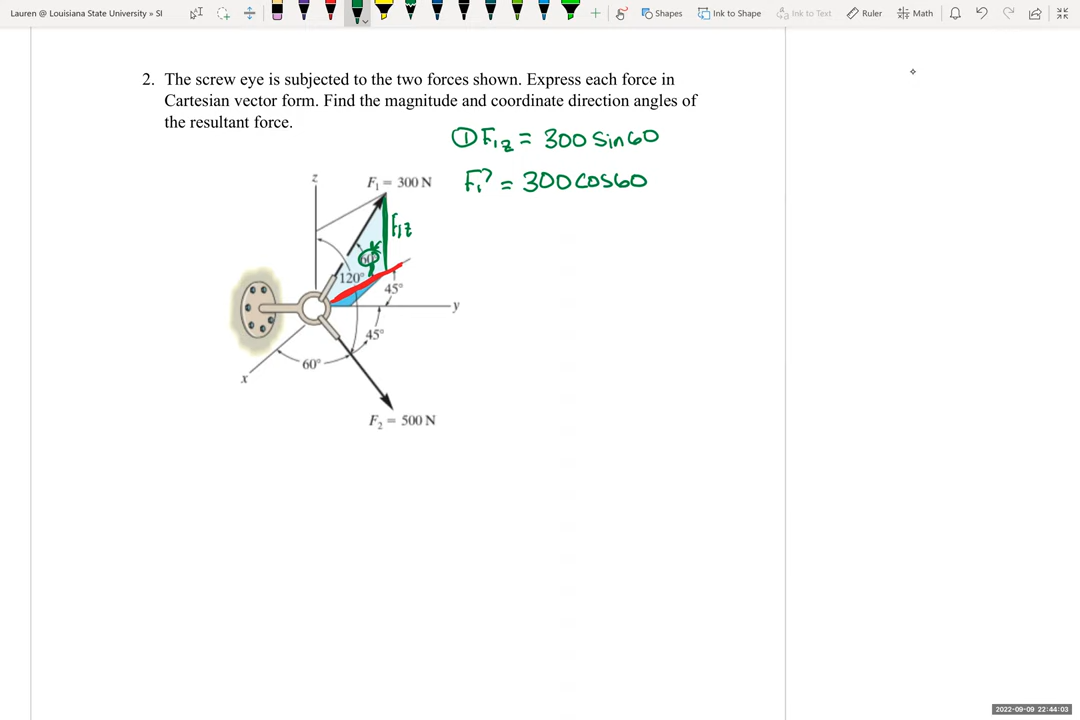 Lauren @ Louisiana State University » SI
Shapes
Ink to Shape
Ink to Text
Ruler
Math
2. The screw eye is subjected to the two forces shown. Express each force in
Cartesian vector form. Find the magnitude and coordinate direction angles of
the resultant force.
① F1z = 300 sin60
F1? = 300 cos60
z
F1 = 300 N
F1z
60°
120°
45°
y
45°
60°
x
F2 = 500 N
2022-09-09 22:44:03